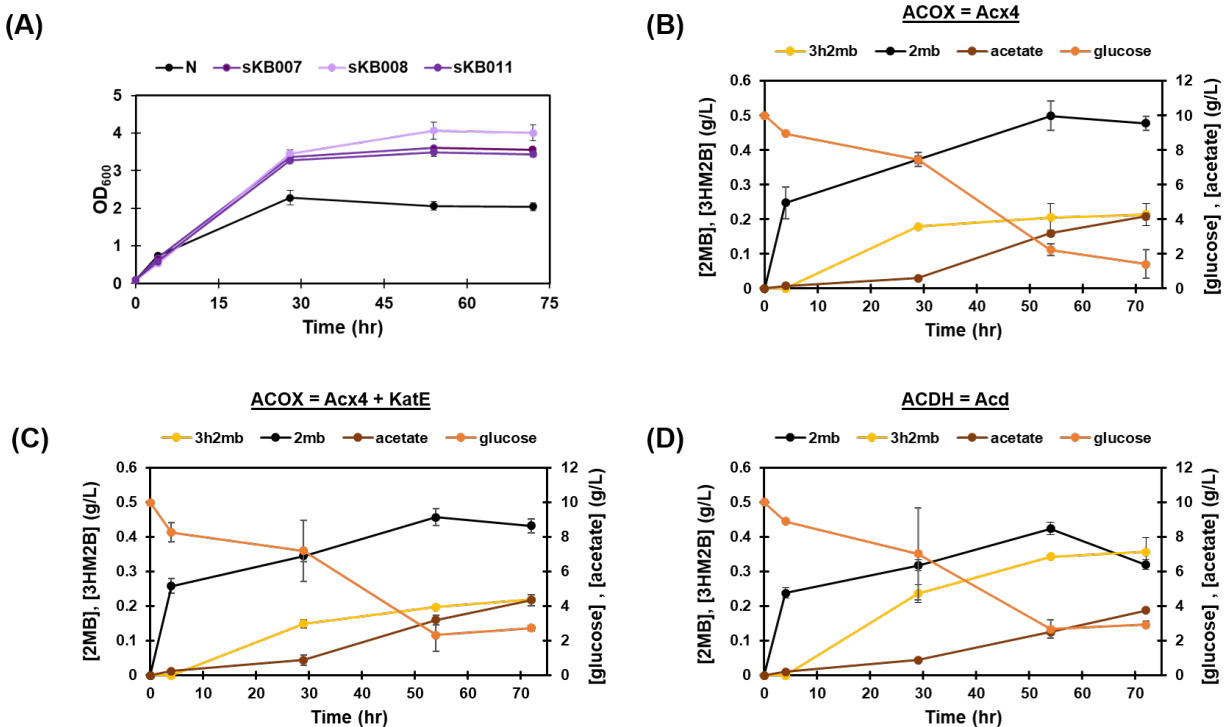 (A)
N sKB007 sKB008 sKB011
OD600
5
4
3
2
1
0
0 15 30 45 60 75
Time (hr)
(B)
ACOX = Acx4
3h2mb 2mb acetate glucose
[2MB], [3HM2B] (g/L)
0.6
0.5
0.4
0.3
0.2
0.1
0
12
10
8
6
4
2
0
[glucose] , [acetate] (g/L)
0 10 20 30 40 50 60 70
Time (hr)
(C)
ACOX = Acx4 + KatE
3h2mb 2mb acetate glucose
[2MB], [3HM2B] (g/L)
0.6
0.5
0.4
0.3
0.2
0.1
0
12
10
8
6
4
2
0
[glucose] , [acetate] (g/L)
0 10 20 30 40 50 60 70
Time (hr)
(D)
ACDH = Acd
2mb 3h2mb acetate glucose
[2MB], [3HM2B] (g/L)
0.6
0.5
0.4
0.3
0.2
0.1
0
12
10
8
6
4
2
0
[glucose] , [acetate] (g/L)
0 10 20 30 40 50 60 70
Time (hr)